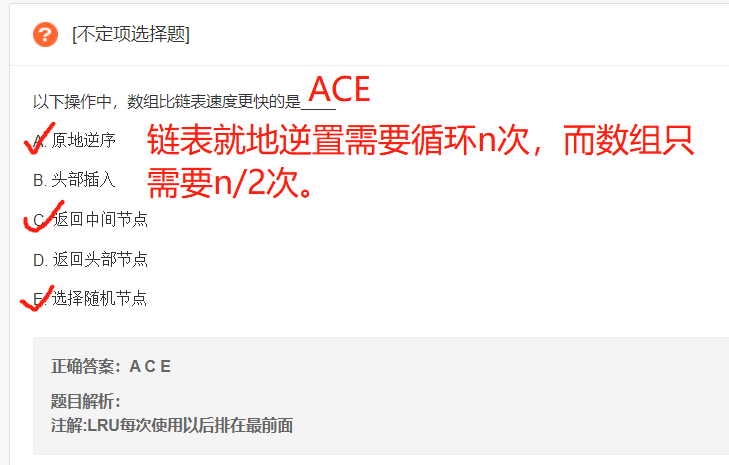 [不定项选择题]
以下操作中，数组比链表速度更快的是____ ACE
A. 原地逆序
链表就地逆置需要循环n次，而数组只
需要n/2次。
B. 头部插入
C. 返回中间节点
D. 返回头部节点
E. 选择随机节点
正确答案：A C E
题目解析：
注解:LRU每次使用以后排在最前面